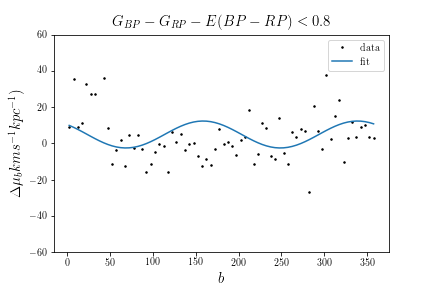 G_{BP} − G_{RP} − E(BP − RP) < 0.8
data
fit
Δμ_b kms^{−1} kpc^{−1})
60
40
20
0
−20
−40
−60
0 50 100 150 200 250 300 350
b